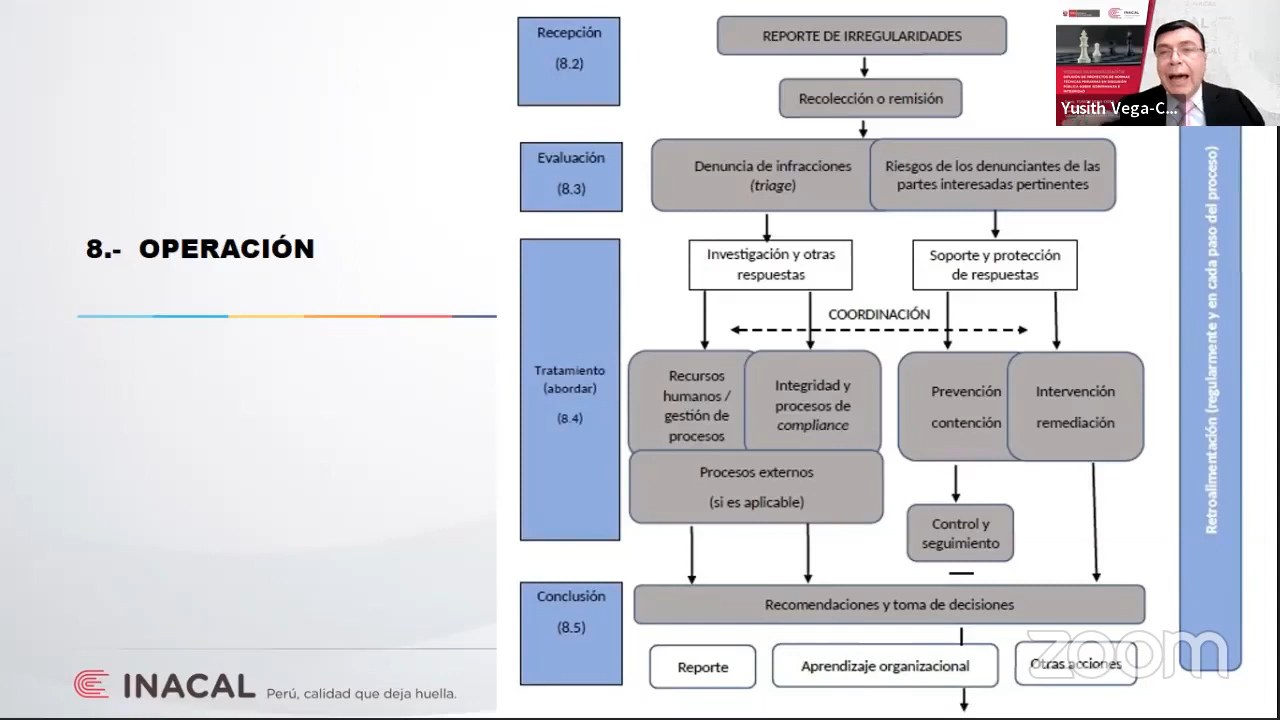 8.- OPERACIÓN
INACAL
Perú, calidad que deja huella.
Recepción
(8.2)
REPORTE DE IRREGULARIDADES
Recolección o remisión
Evaluación
(8.3)
Denuncia de infracciones
(triage)
Riesgos de los denunciantes de las
partes interesadas pertinentes
Tratamiento
(abordar)
(8.4)
Investigación y otras
respuestas
Soporte y protección
de respuestas
COORDINACIÓN
Recursos
humanos /
gestión de
procesos
Integridad y
procesos de
compliance
Prevención
contención
Intervención
remediación
Procesos externos
(si es aplicable)
Control y
seguimiento
Conclusión
(8.5)
Recomendaciones y toma de decisiones
Reporte
Aprendizaje organizacional
Otras acciones
Retroalimentación (regularmente y en cada paso del proceso)
INACAL
Yusith Vega-C...
zoom